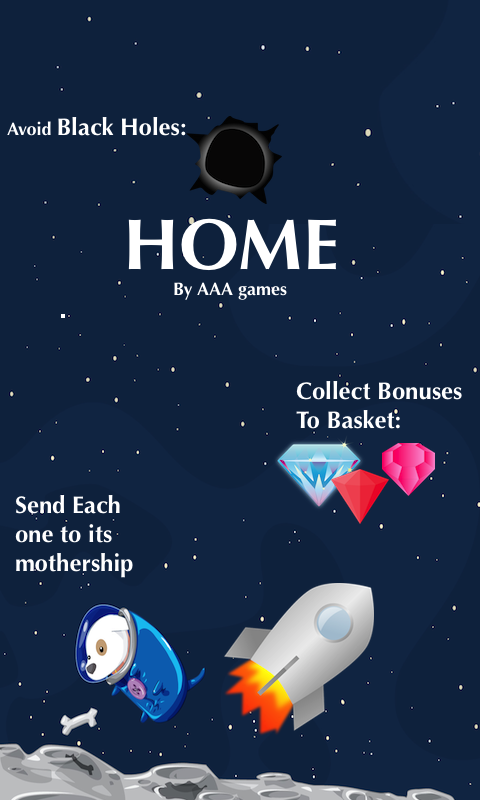 Avoid Black Holes:
HOME
By AAA games
Collect Bonuses
To Basket:
Send Each
one to its
mothership